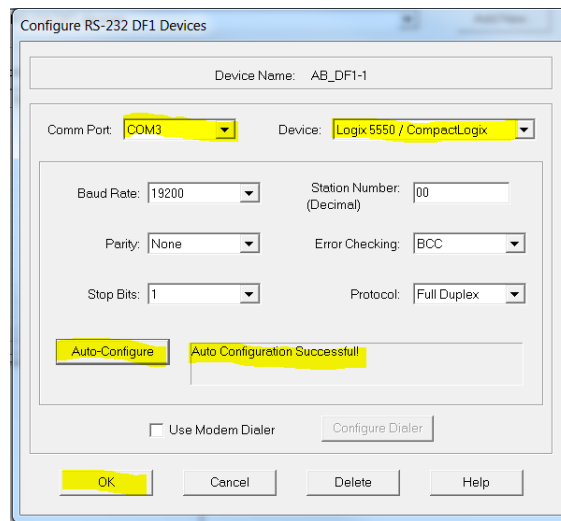 Configure RS-232 DF1 Devices
Device Name: AB_DF1-1
Comm Port: COM3 Device: Logix 5550 / CompactLogix
Baud Rate: 19200 Station Number: 00
(Decimal)
Parity: None Error Checking: BCC
Stop Bits: 1 Protocol: Full Duplex
Auto-Configure Auto Configuration Successful!
Use Modem Dialer Configure Dialer
OK Cancel Delete Help